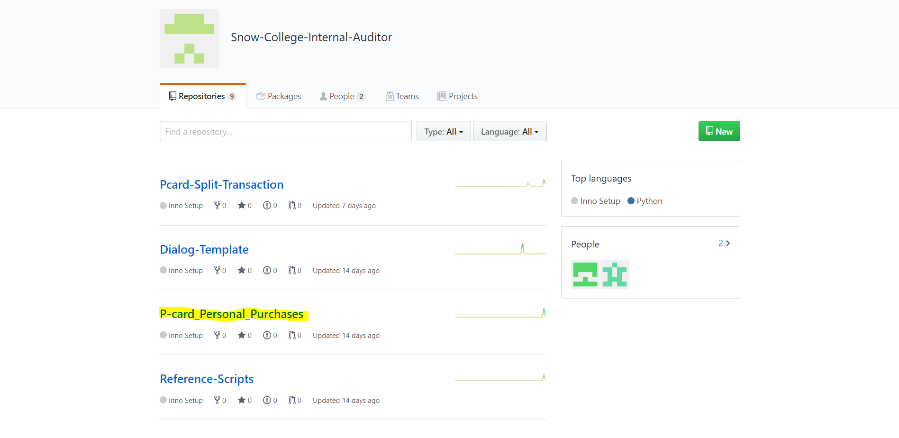 Snow-College-Internal-Auditor
Repositories 9 Packages People 2 Teams Projects
Find a repository... Type: All Language: All New
Pcard-Split-Transaction
Inno Setup 0 0 0 0 Updated 7 days ago
Dialog-Template
Inno Setup 0 0 0 0 Updated 14 days ago
P-card_Personal_Purchases
Inno Setup 0 0 0 0 Updated 14 days ago
Reference-Scripts
Inno Setup 0 0 0 0 Updated 14 days ago
Top languages
Inno Setup Python
People 2